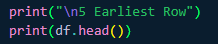 print("\n5 Earliest Row")
print(df.head())